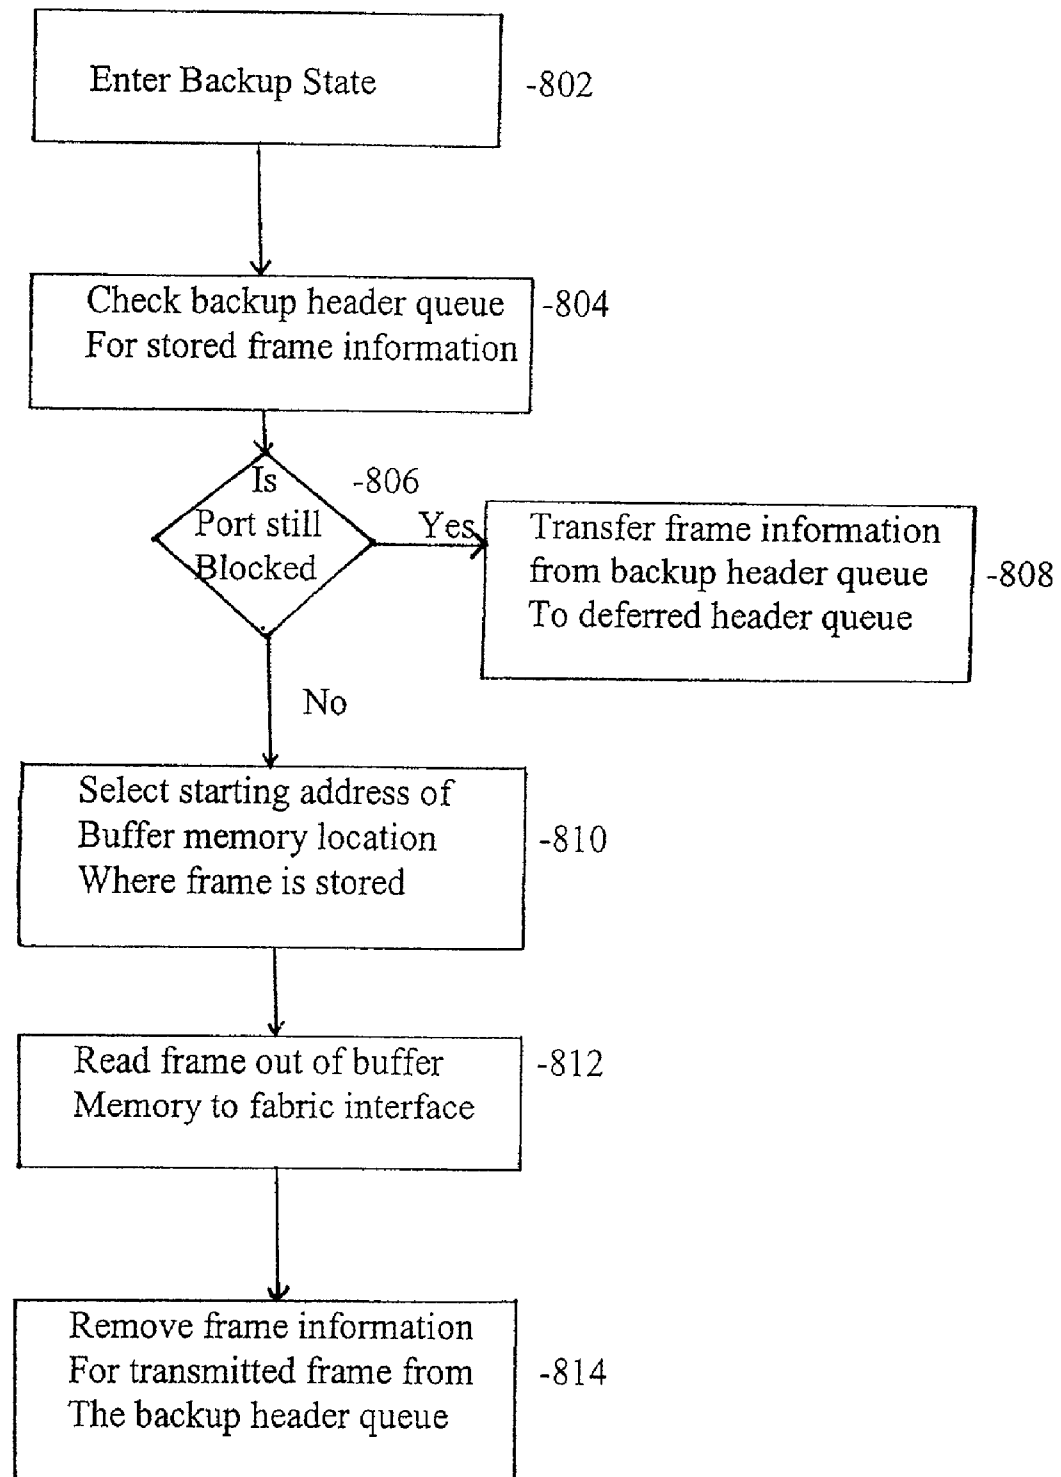 Enter Backup State
-802
Check backup header queue
-804
For stored frame information
Is
-806
Port still
Blocked
Yes
Transfer frame information
from backup header queue
-808
To deferred header queue
No
Select starting address of
Buffer memory location
-810
Where frame is stored
Read frame out of buffer
-812
Memory to fabric interface
Remove frame information
For transmitted frame from
-814
The backup header queue